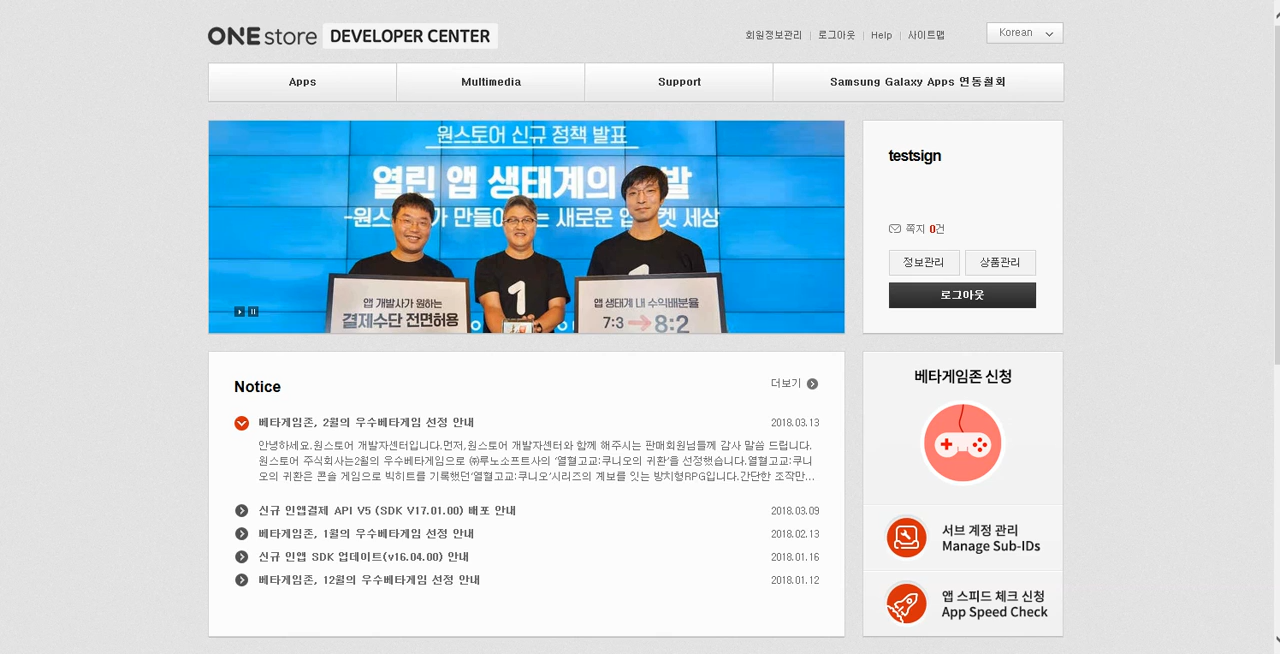 ONE store DEVELOPER CENTER
회원정보관리 | 로그아웃 | Help | 사이트맵
Korean
Apps
Multimedia
Support
Samsung Galaxy Apps 연동철회
원스토어 신규 정책 발표
열린 앱 생태계의 발
-원스 가 만들어 는 새로운 앱 켓 세상
앱 개발사가 원하는
결제수단 전면허용
1
앱 생태계 내 수익배분율
7:3 → 8:2
testsign
쪽지 0건
정보관리
상품관리
로그아웃
Notice
더보기
베타게임존, 2월의 우수베타게임 선정 안내 2018.03.13
안녕하세요.원스토어 개발자센터입니다.먼저,원스토어 개발자센터와 함께 해주시는 판매회원님들께 감사 말씀 드립니다.
원스토어 주식회사는2월의 우수베타게임으로 ㈜루노소프트사의 '열혈고교:쿠니오의 귀환'을 선정했습니다.열혈고교:쿠니
오의 귀환은 콘솔 게임으로 빅히트를 기록했던'열혈고교:쿠니오'시리즈의 계보를 잇는 방치형RPG입니다.간단한 조작만...
신규 인앱결제 API V5 (SDK V17.01.00) 배포 안내 2018.03.09
베타게임존, 1월의 우수베타게임 선정 안내 2018.02.13
신규 인앱 SDK 업데이트(v16.04.00) 안내 2018.01.16
베타게임존, 12월의 우수베타게임 선정 안내 2018.01.12
베타게임존 신청
서브 계정 관리
Manage Sub-IDs
앱 스피드 체크 신청
App Speed Check